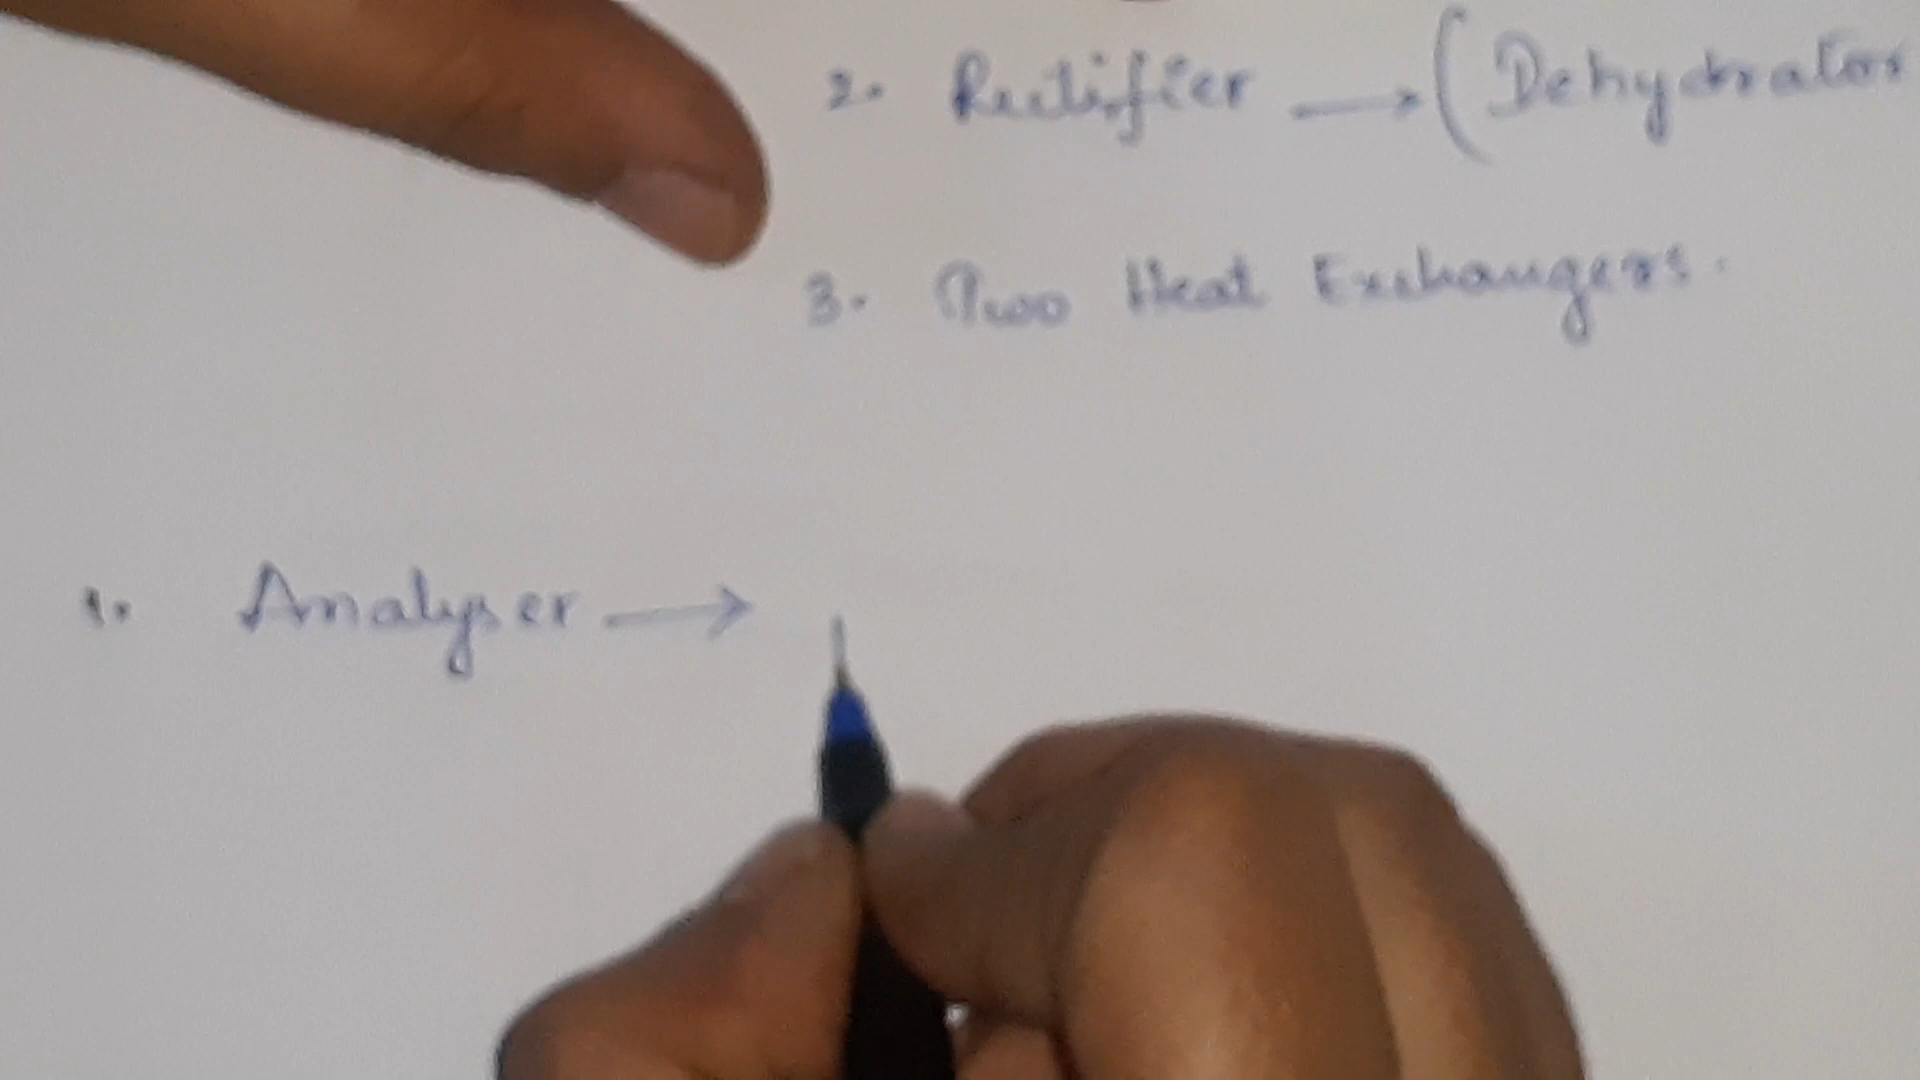 2. Rectifier → (Dehydrator
3. Two Heat Exchangers.
1. Analyser →